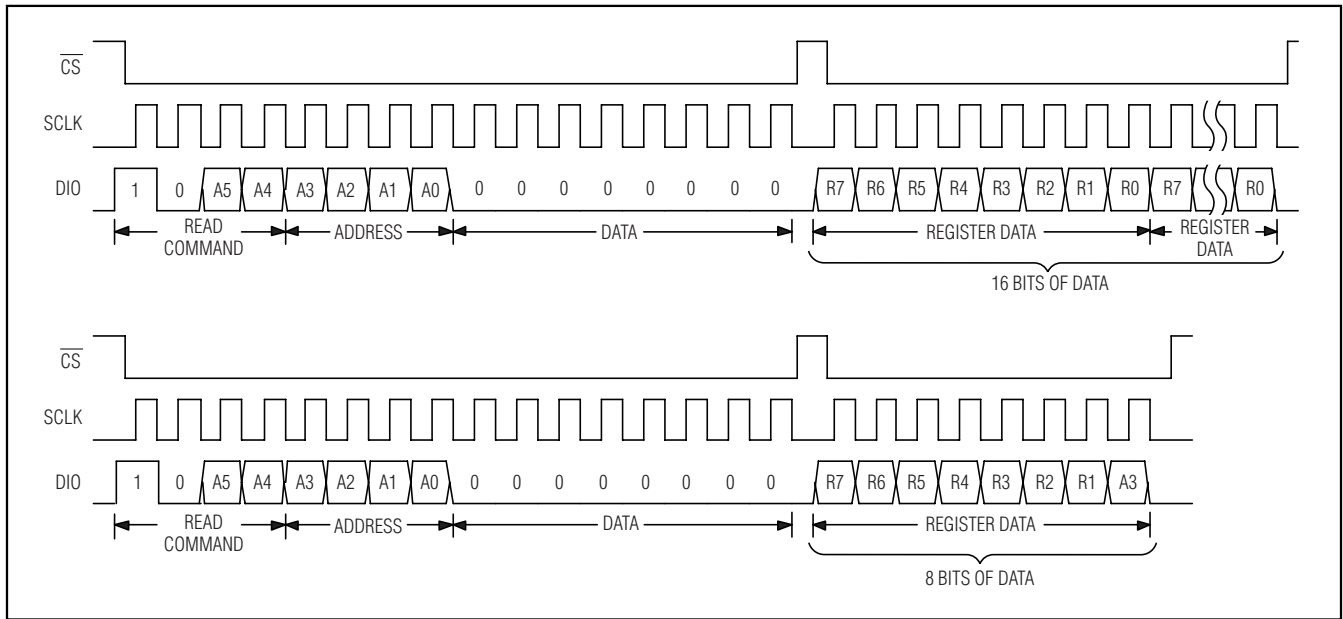 CS
SCLK
DIO 1 0 A5 A4 A3 A2 A1 A0 0 0 0 0 0 0 0 0 R7 R6 R5 R4 R3 R2 R1 R0 R7 R0
READ COMMAND ADDRESS DATA REGISTER DATA REGISTER DATA
16 BITS OF DATA
CS
SCLK
DIO 1 0 A5 A4 A3 A2 A1 A0 0 0 0 0 0 0 0 0 R7 R6 R5 R4 R3 R2 R1 A3
READ COMMAND ADDRESS DATA REGISTER DATA
8 BITS OF DATA